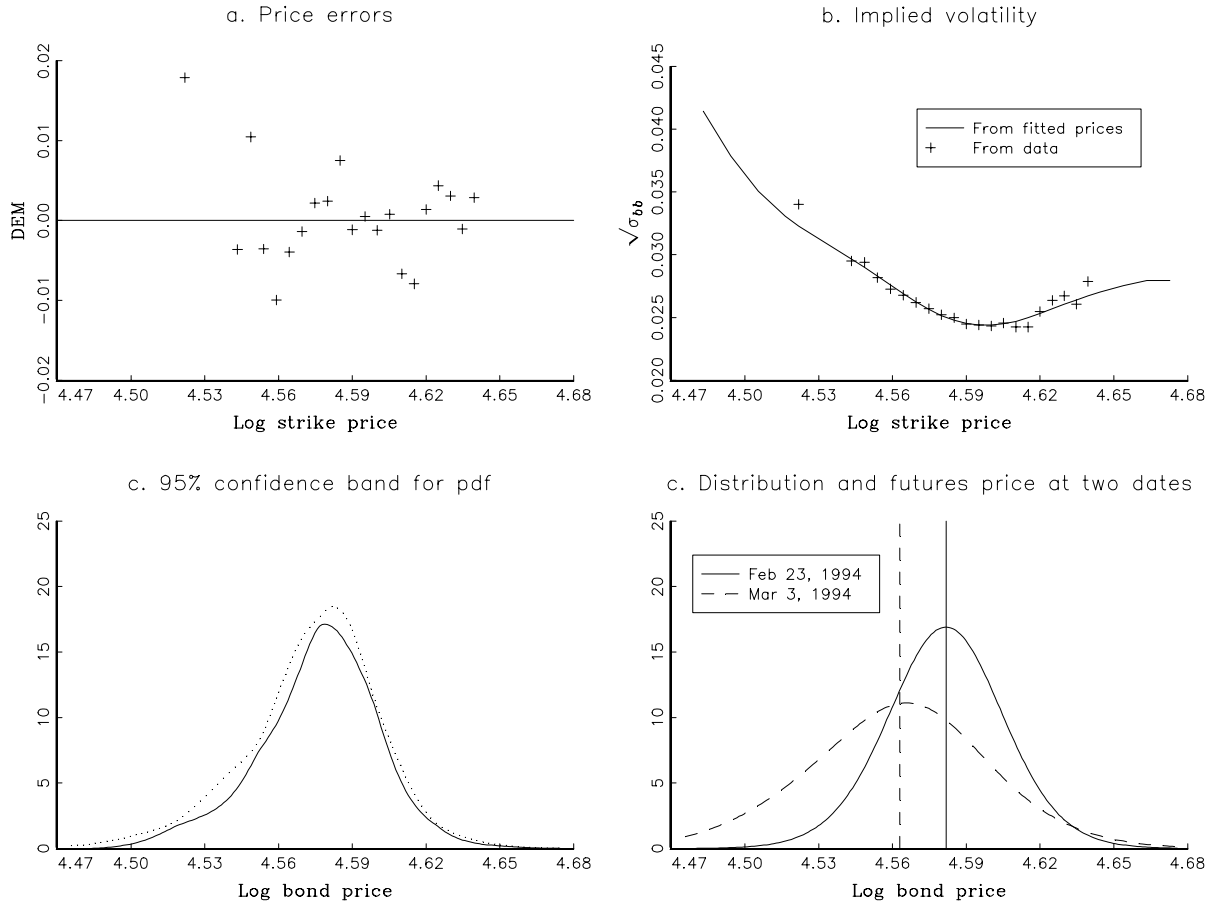 a. Price errors
0.02
0.01
0.00
−0.01
−0.02
DEM
4.47 4.50 4.53 4.56 4.59 4.62 4.65 4.68
Log strike price
b. Implied volatility
0.045
0.040
0.035
0.030
0.025
0.020
√σbb
From fitted prices
From data
4.47 4.50 4.53 4.56 4.59 4.62 4.65 4.68
Log strike price
c. 95% confidence band for pdf
25
20
15
10
5
0
4.47 4.50 4.53 4.56 4.59 4.62 4.65 4.68
Log bond price
c. Distribution and futures price at two dates
25
20
15
10
5
0
Feb 23, 1994
Mar 3, 1994
4.47 4.50 4.53 4.56 4.59 4.62 4.65 4.68
Log bond price